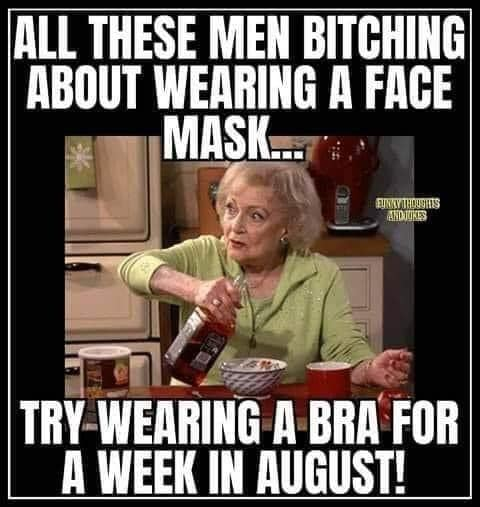 ALL THESE MEN BITCHING
ABOUT WEARING A FACE
MASK...
FUNNY THOUGHTS
AND JOKES
TRY WEARING A BRA FOR
A WEEK IN AUGUST!